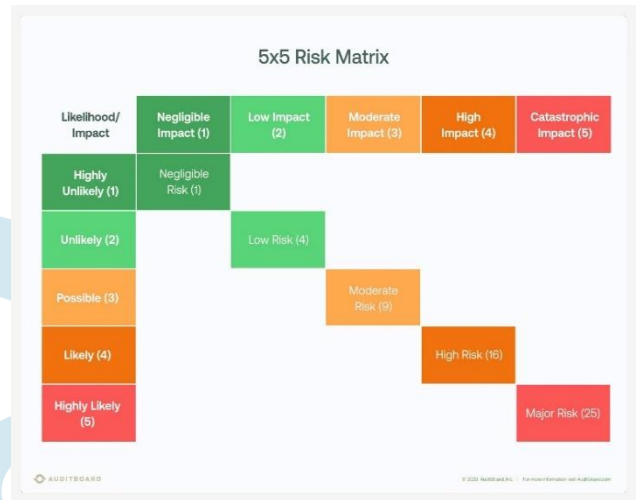 5x5 Risk Matrix
Likelihood/
Impact
Negligible
Impact (1)
Low Impact
(2)
Moderate
Impact (3)
High
Impact (4)
Catastrophic
Impact (5)
Highly
Unlikely (1)
Negligible
Risk (1)
Unlikely (2)
Low Risk (4)
Possible (3)
Moderate
Risk (9)
Likely (4)
High Risk (16)
Highly Likely
(5)
Major Risk (25)
AUDITBOARD